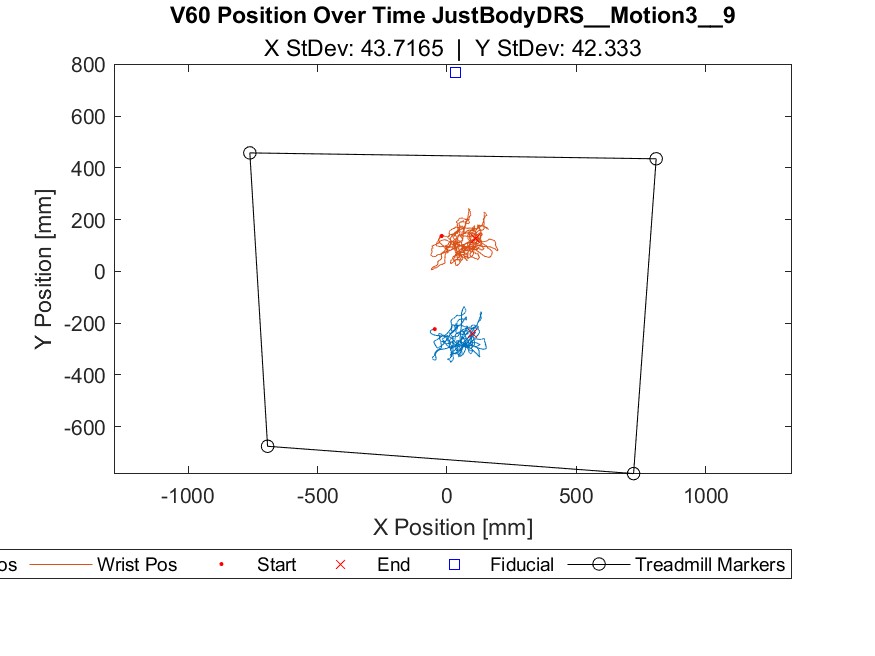 V60 Position Over Time JustBodyDRS__Motion3__9
X StDev: 43.7165 | Y StDev: 42.333
800
600
400
200
0
-200
-400
-600
Y Position [mm]
-1000 -500 0 500 1000
X Position [mm]
os Wrist Pos Start End Fiducial Treadmill Markers